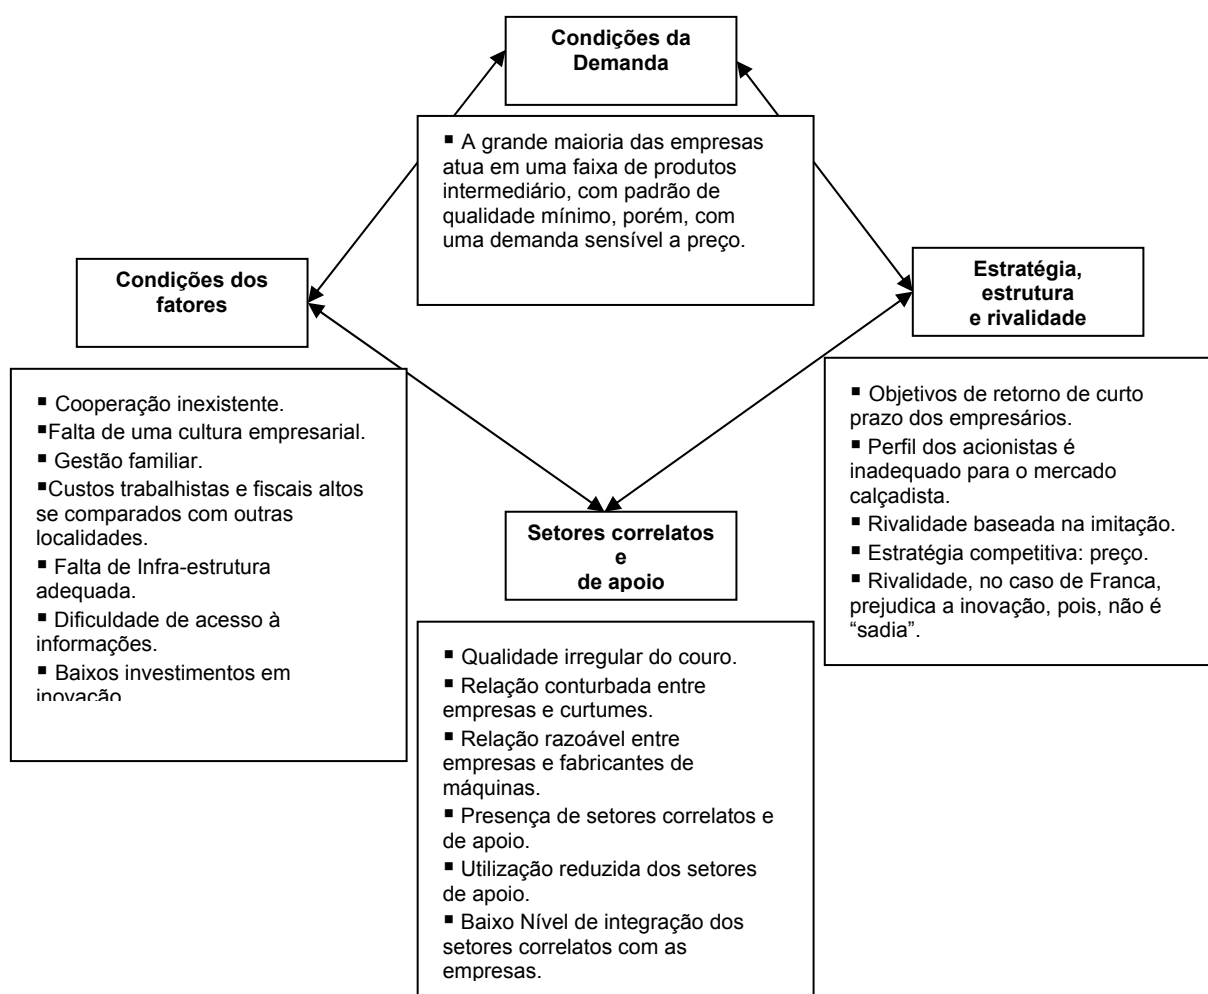 Condições da
Demanda
▪ A grande maioria das empresas
atua em uma faixa de produtos
intermediário, com padrão de
qualidade mínimo, porém, com
uma demanda sensível a preço.
Condições dos
fatores
▪ Cooperação inexistente.
▪Falta de uma cultura empresarial.
▪ Gestão familiar.
▪Custos trabalhistas e fiscais altos
se comparados com outras
localidades.
▪ Falta de Infra-estrutura
adequada.
▪ Dificuldade de acesso à
informações.
▪ Baixos investimentos em
inovação
Estratégia,
estrutura
e rivalidade
▪ Objetivos de retorno de curto
prazo dos empresários.
▪ Perfil dos acionistas é
inadequado para o mercado
calçadista.
▪ Rivalidade baseada na imitação.
▪ Estratégia competitiva: preço.
▪ Rivalidade, no caso de Franca,
prejudica a inovação, pois, não é
“sadia”.
Setores correlatos
e
de apoio
▪ Qualidade irregular do couro.
▪ Relação conturbada entre
empresas e curtumes.
▪ Relação razoável entre
empresas e fabricantes de
máquinas.
▪ Presença de setores correlatos e
de apoio.
▪ Utilização reduzida dos setores
de apoio.
▪ Baixo Nível de integração dos
setores correlatos com as
empresas.